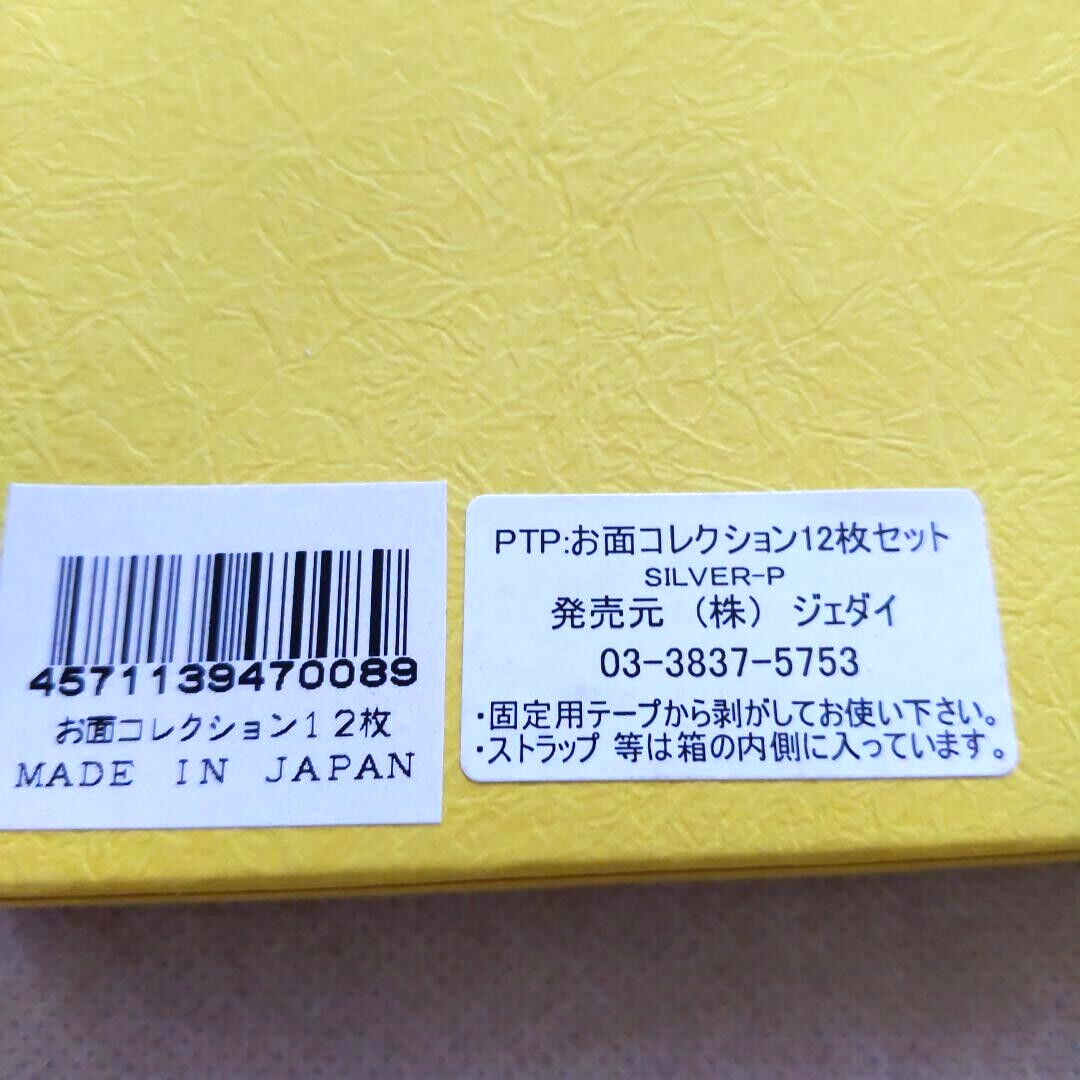 4571139470089
お面コレクション12枚
MADE IN JAPAN
PTP:お面コレクション12枚セット
SILVER-P
発売元 (株) ジェダイ
03-3837-5753
・固定用テープから剥がしてお使い下さい。
・ストラップ 等は箱の内側に入っています。